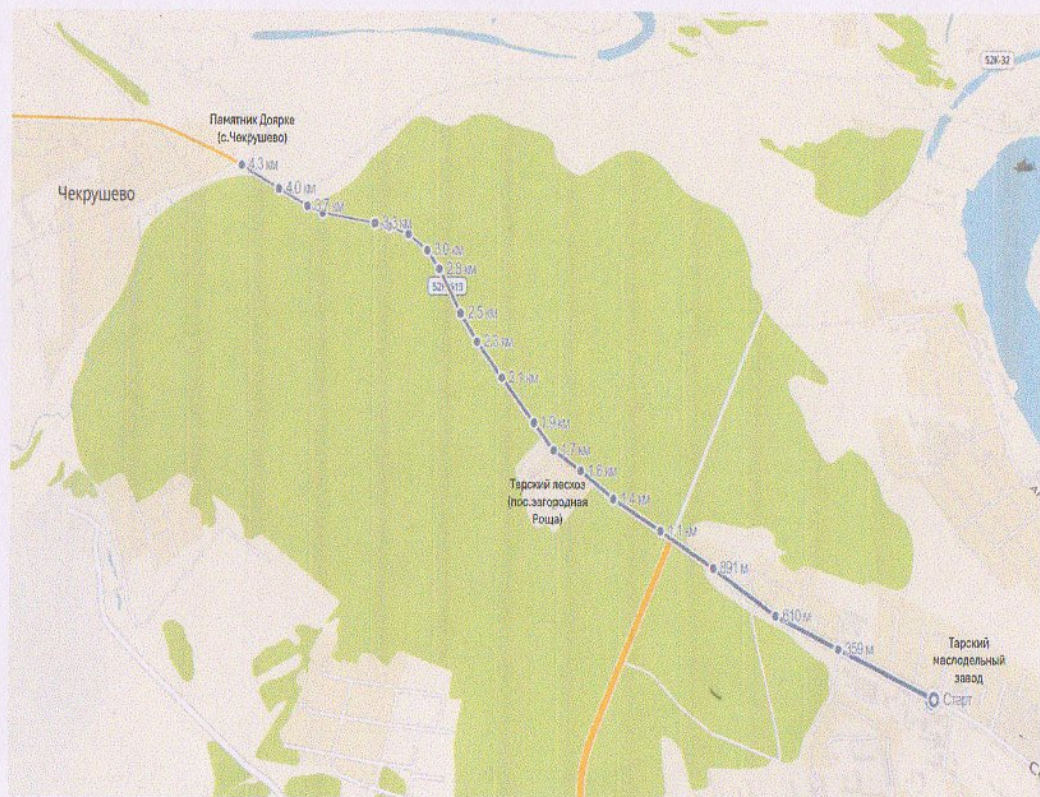 52K-32
Памятник Доярке
(с.Чекрушево)
4.3 км
4.0 км
Чекрушево
3.7 км
3.3 км
3.0 км
2.8 км
2.5 км
2.3 км
2.1 км
1.9 км
1.7 км
1.6 км
Тарский лесхоз
(пос.загородная
Роща)
1.4 км
1.1 км
891 м
610 м
359 м
Тарский
маслодельный
завод
Старт